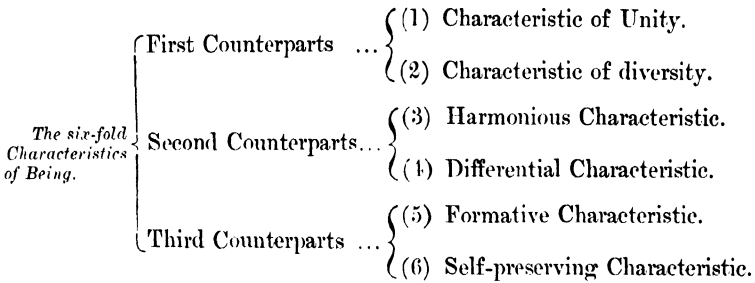 First Counterparts ...
(1) Characteristic of Unity.
(2) Characteristic of diversity.
The six-fold
Characteristics
of Being.
Second Counterparts...
(3) Harmonious Characteristic.
(4) Differential Characteristic.
Third Counterparts ...
(5) Formative Characteristic.
(6) Self-preserving Characteristic.